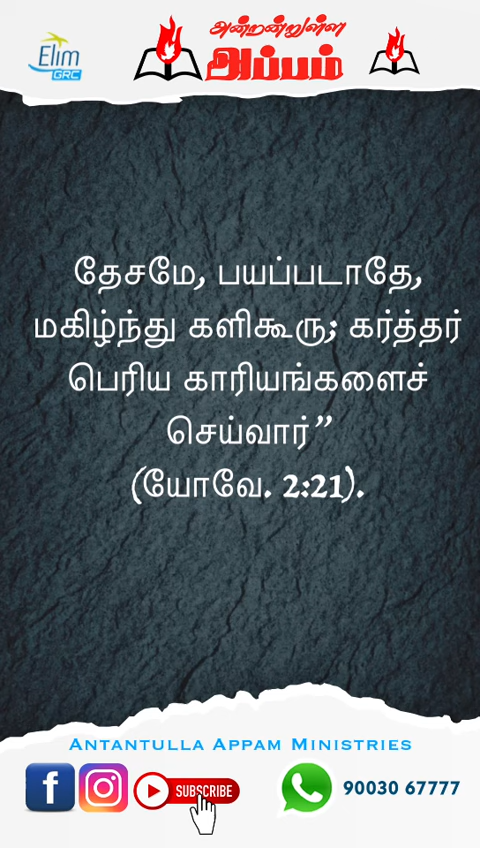 Elim
GRC
அன்றன்றுள்ள
அப்பம்
தேசமே, பயப்படாதே,
மகிழ்ந்து களிகூரு; கர்த்தர்
பெரிய காரியங்களைச்
செய்வார்”
(யோவே. 2:21).
ANTANTULLA APPAM MINISTRIES
SUBSCRIBE
90030 67777